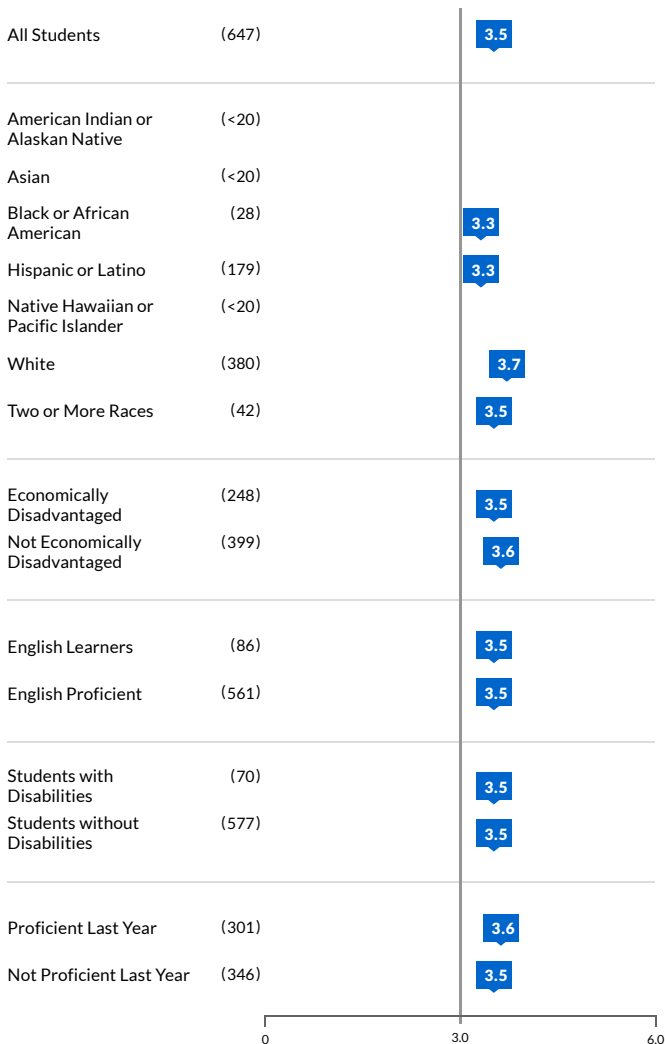 All Students (647) 3.5
American Indian or (<20)
Alaskan Native
Asian (<20)
Black or African (28) 3.3
American
Hispanic or Latino (179) 3.3
Native Hawaiian or (<20)
Pacific Islander
White (380) 3.7
Two or More Races (42) 3.5
Economically (248) 3.5
Disadvantaged
Not Economically (399) 3.6
Disadvantaged
English Learners (86) 3.5
English Proficient (561) 3.5
Students with (70) 3.5
Disabilities
Students without (577) 3.5
Disabilities
Proficient Last Year (301) 3.6
Not Proficient Last Year (346) 3.5
0 3.0 6.0